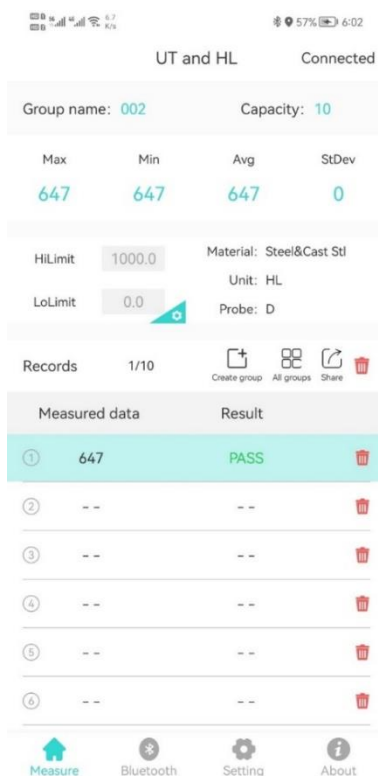 6.7 K/s 57% 6:02
UT and HL Connected
Group name: 002 Capacity: 10
Max Min Avg StDev
647 647 647 0
HiLimit 1000.0 Material: Steel&Cast Stl
Unit: HL
LoLimit 0.0 Probe: D
Records 1/10 Create group All groups Share
Measured data Result
1 647 PASS
2 -- --
3 -- --
4 -- --
5 -- --
6 -- --
Measure Bluetooth Setting About